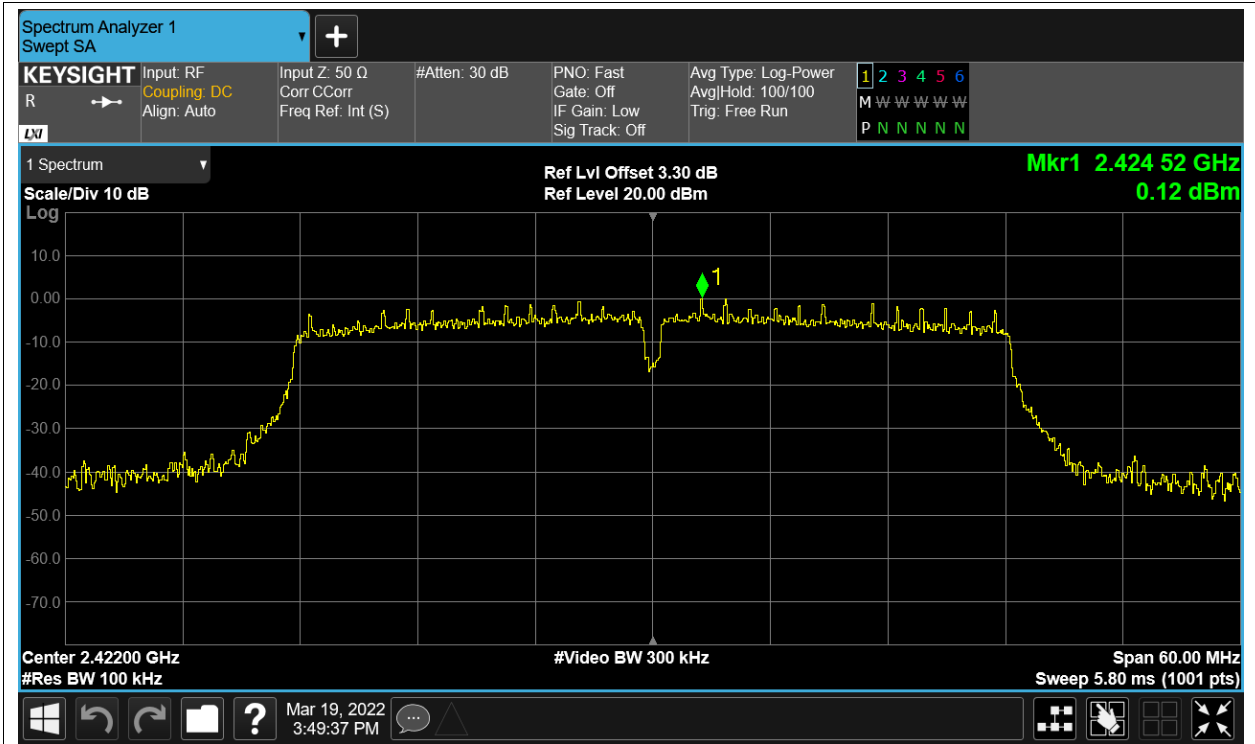 Spectrum Analyzer 1
Swept SA
KEYSIGHT
R
LXI
Input: RF
Coupling: DC
Align: Auto
Input Z: 50 Ω
Corr CCorr
Freq Ref: Int (S)
#Atten: 30 dB
PNO: Fast
Gate: Off
IF Gain: Low
Sig Track: Off
Avg Type: Log-Power
Avg|Hold: 100/100
Trig: Free Run
1 2 3 4 5 6
M W W W W W
P N N N N N
1 Spectrum
Scale/Div 10 dB
Log
Ref Lvl Offset 3.30 dB
Ref Level 20.00 dBm
Mkr1 2.424 52 GHz
0.12 dBm
10.0
0.00
-10.0
-20.0
-30.0
-40.0
-50.0
-60.0
-70.0
1
Center 2.42200 GHz
#Res BW 100 kHz
#Video BW 300 kHz
Span 60.00 MHz
Sweep 5.80 ms (1001 pts)
?
Mar 19, 2022
3:49:37 PM